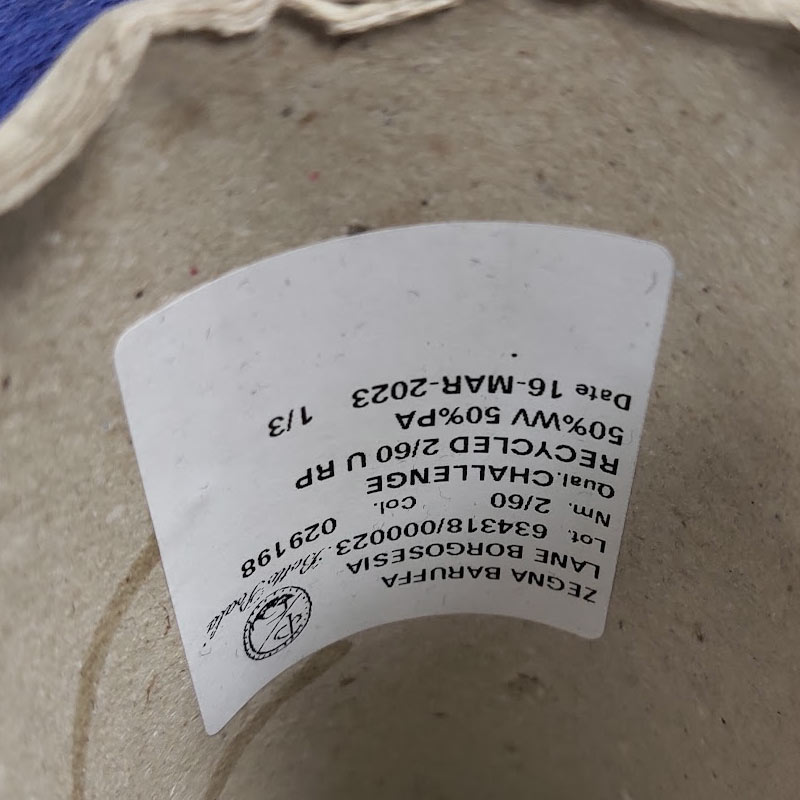 ZEGNA BARUFFA
LANE BORGOSESIA
Lot. 634318/000023
Nm. 2/60 Col. 029198
Qual. CHALLENGE
RECYCLED 2/60 U RP
50%WV 50%PA 1/3
Date 16-MAR-2023